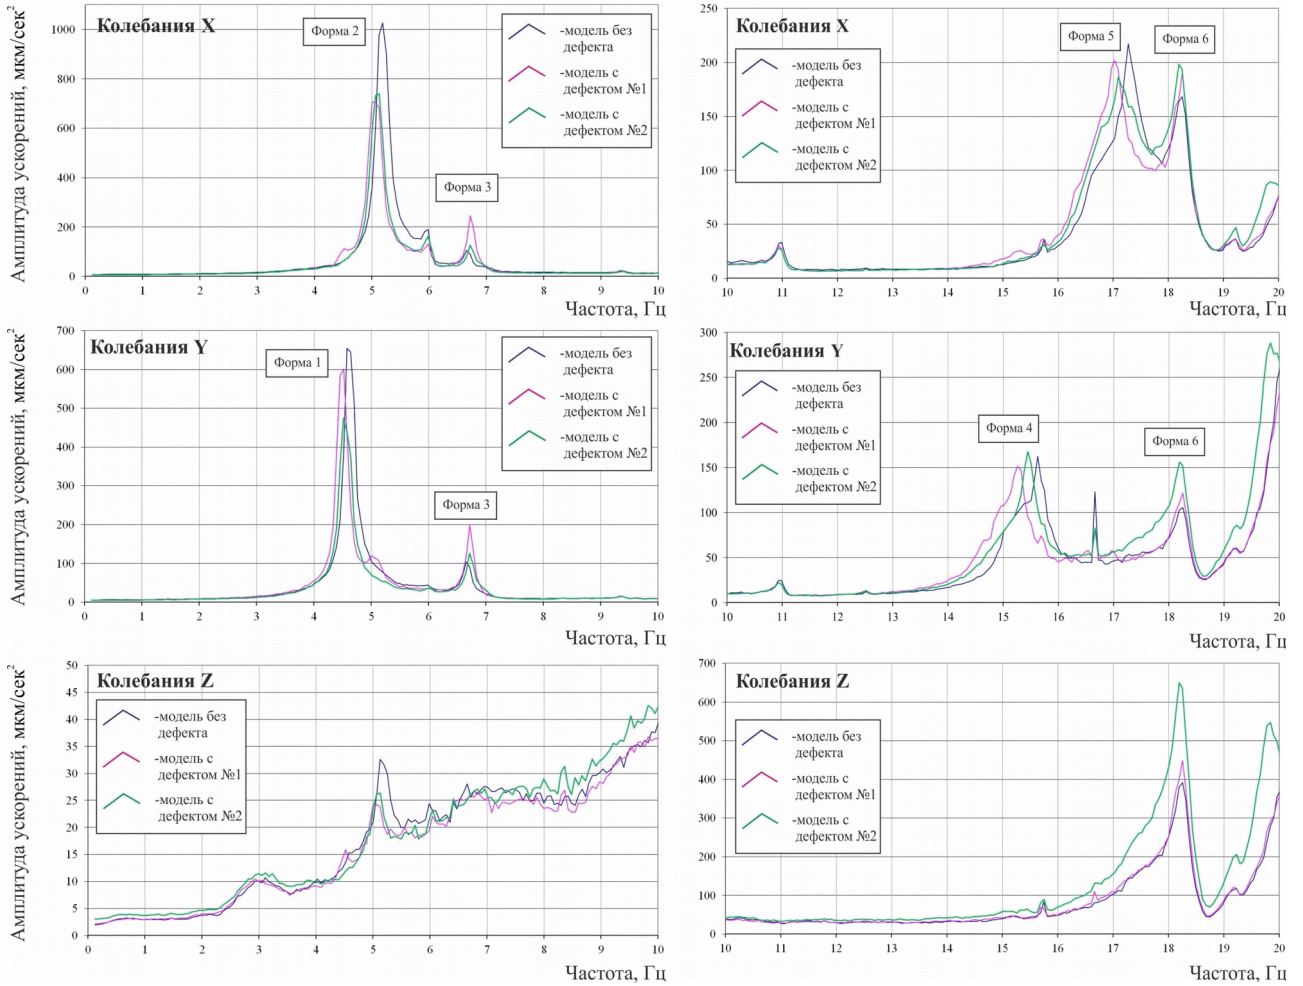 Колебания X
Форма 2
Форма 3
-модель без
дефекта
-модель с
дефектом №1
-модель с
дефектом №2
Амплитуда ускорений, мкм/сек²
1000
800
600
400
200
0
0 1 2 3 4 5 6 7 8 9 10
Частота, Гц
Колебания X
Форма 5
Форма 6
-модель без
дефекта
-модель с
дефектом №1
-модель с
дефектом №2
250
200
150
100
50
0
10 11 12 13 14 15 16 17 18 19 20
Частота, Гц
Колебания Y
Форма 1
Форма 3
-модель без
дефекта
-модель с
дефектом №1
-модель с
дефектом №2
Амплитуда ускорений, мкм/сек²
700
600
500
400
300
200
100
0
0 1 2 3 4 5 6 7 8 9 10
Частота, Гц
Колебания Y
Форма 4
Форма 6
-модель без
дефекта
-модель с
дефектом №1
-модель с
дефектом №2
300
250
200
150
100
50
0
10 11 12 13 14 15 16 17 18 19 20
Частота, Гц
Колебания Z
-модель без
дефекта
-модель с
дефектом №1
-модель с
дефектом №2
Амплитуда ускорений, мкм/сек²
50
45
40
35
30
25
20
15
10
5
0
0 1 2 3 4 5 6 7 8 9 10
Частота, Гц
Колебания Z
-модель без
дефекта
-модель с
дефектом №1
-модель с
дефектом №2
700
600
500
400
300
200
100
0
10 11 12 13 14 15 16 17 18 19 20
Частота, Гц